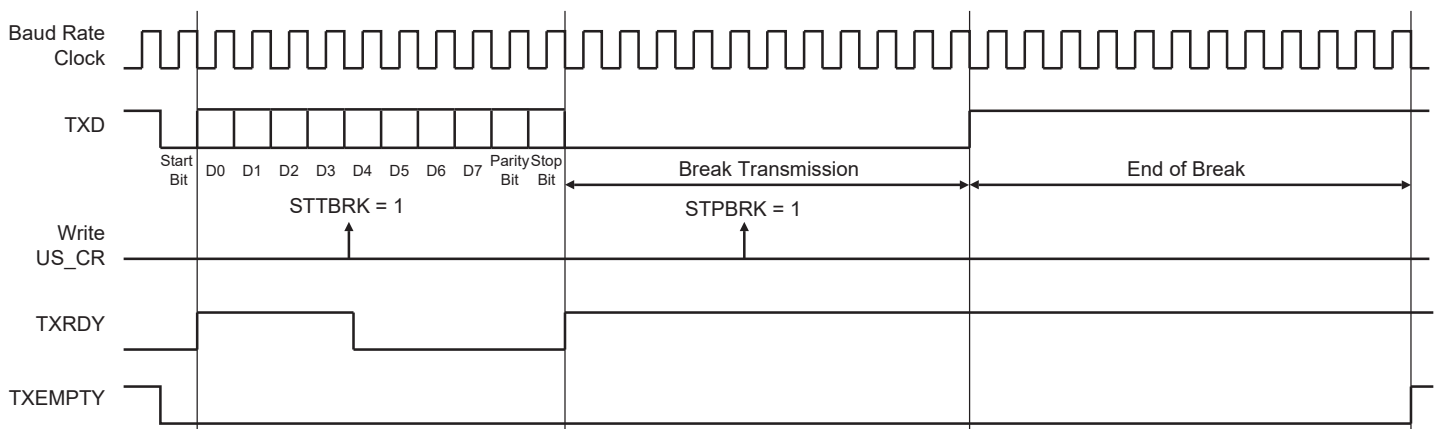 Baud Rate
Clock
TXD
Start
Bit
D0 D1 D2 D3 D4 D5 D6 D7
Parity
Bit
Stop
Bit
Break Transmission
End of Break
STTBRK = 1
STPBRK = 1
Write
US_CR
TXRDY
TXEMPTY